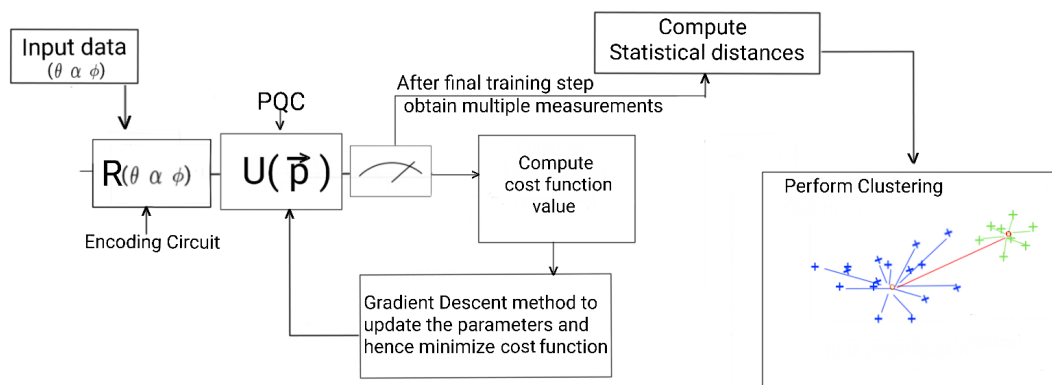 Input data
(θ α ϕ)
R(θ α ϕ)
Encoding Circuit
PQC
U(p⃗)
After final training step
obtain multiple measurements
Compute
Statistical distances
Compute
cost function
value
Gradient Descent method to
update the parameters and
hence minimize cost function
Perform Clustering